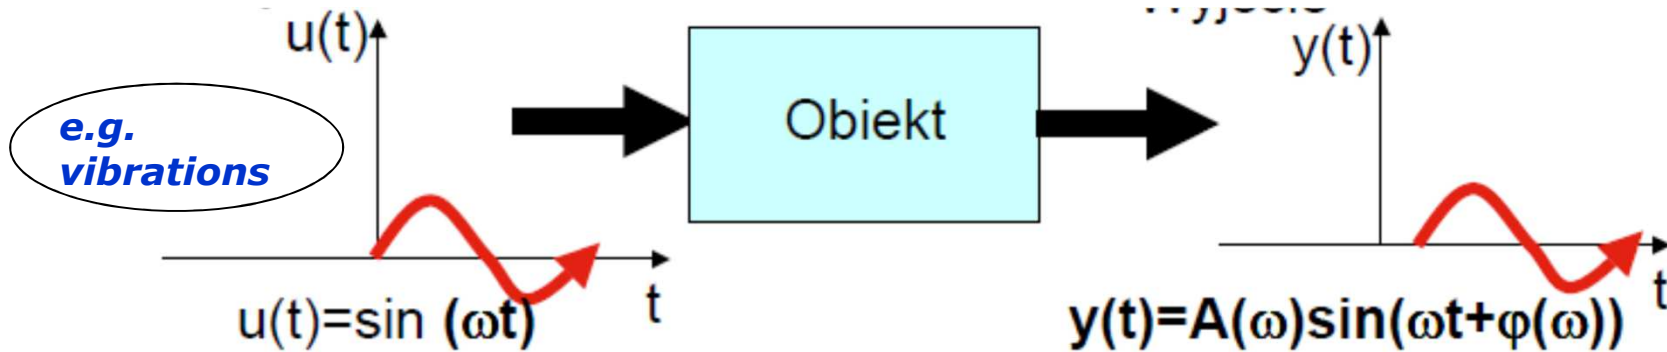 u(t)
e.g.
vibrations
t
u(t)=sin (ωt)
Obiekt
y(t)
t
y(t)=A(ω)sin(ωt+φ(ω))